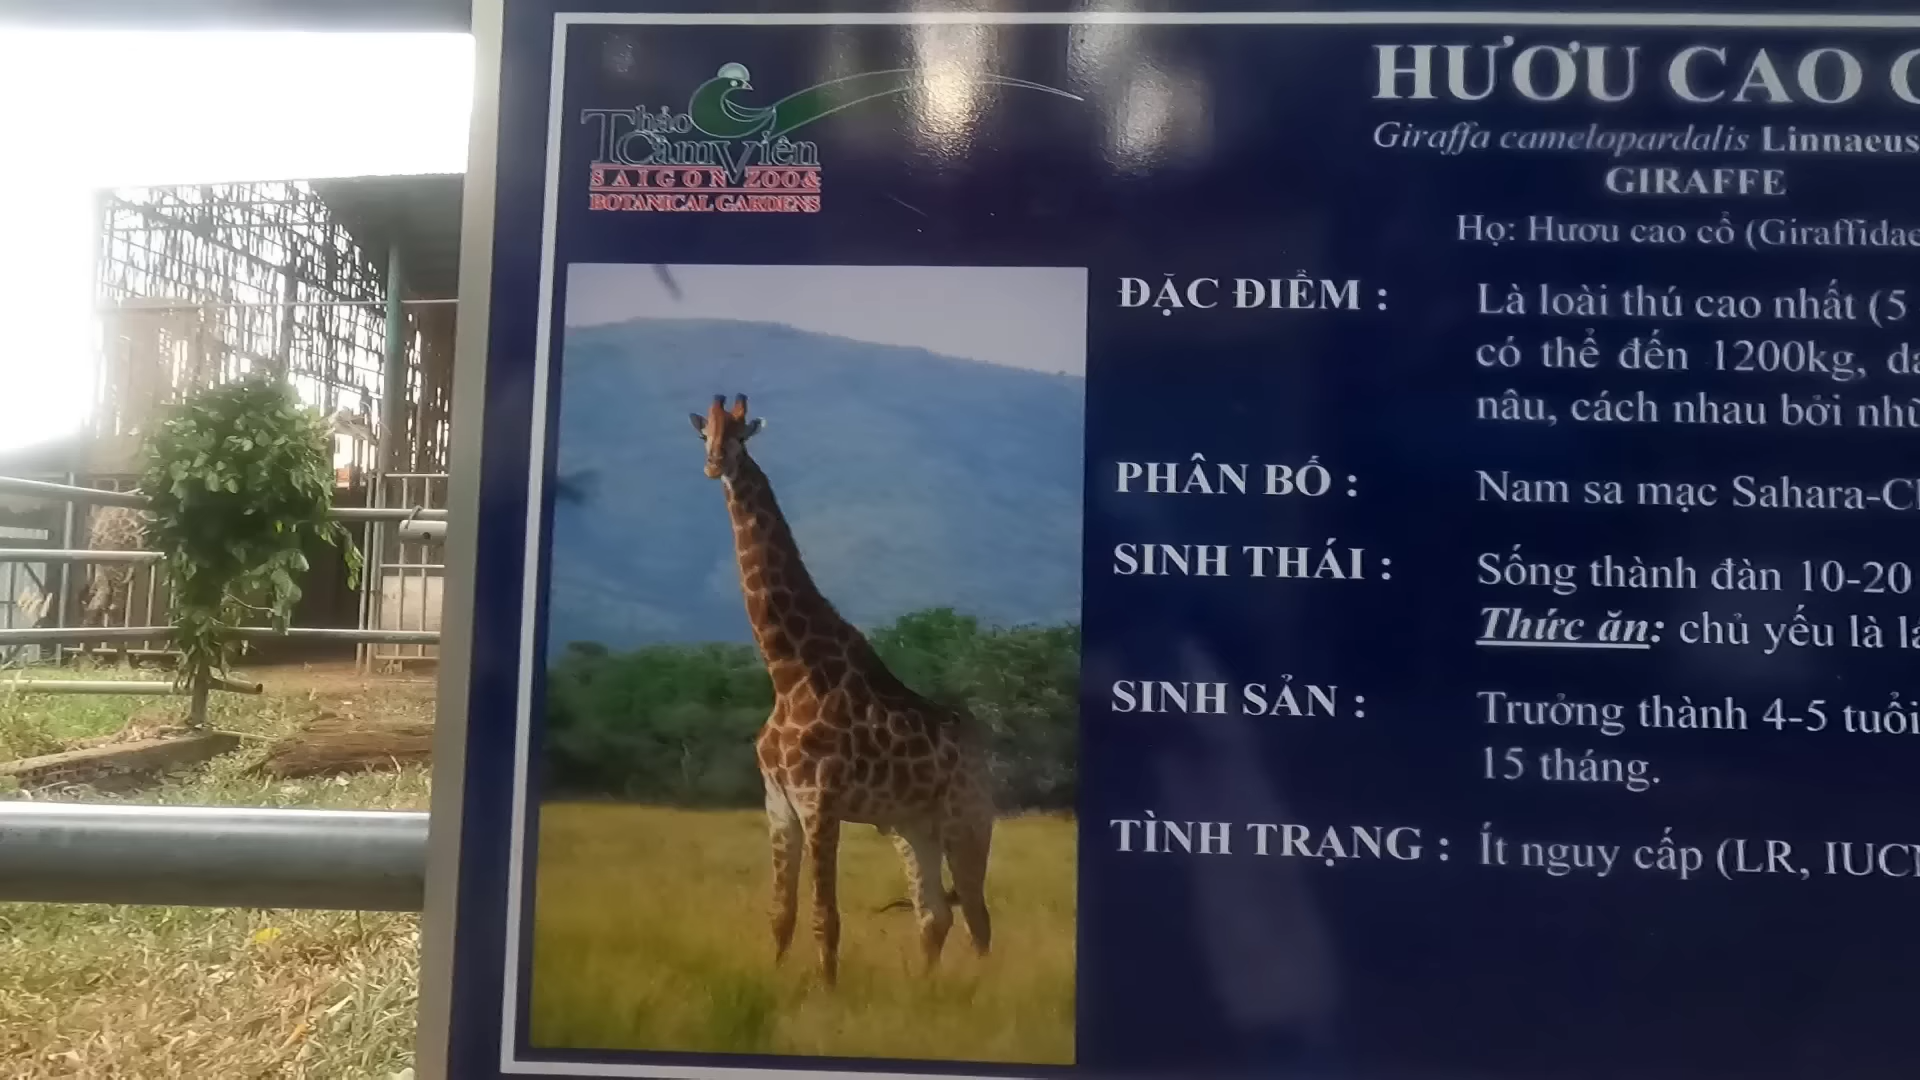 Thảo
Cầm Viên
SAIGON ZOO&
BOTANICAL GARDENS
HƯƠU CAO
Giraffa camelopardalis Linnaeus
GIRAFFE
Họ: Hươu cao cổ (Giraffidae
ĐẶC ĐIỂM : Là loài thú cao nhất (5
có thể đến 1200kg,
nâu, cách nhau bởi
PHÂN BỐ : Nam sa mạc Sahara-
SINH THÁI : Sống thành đàn 10-20
Thức ăn: chủ yếu là
SINH SẢN : Trưởng thành 4-5 tuổi
15 tháng.
TÌNH TRẠNG : Ít nguy cấp (LR, IUCN